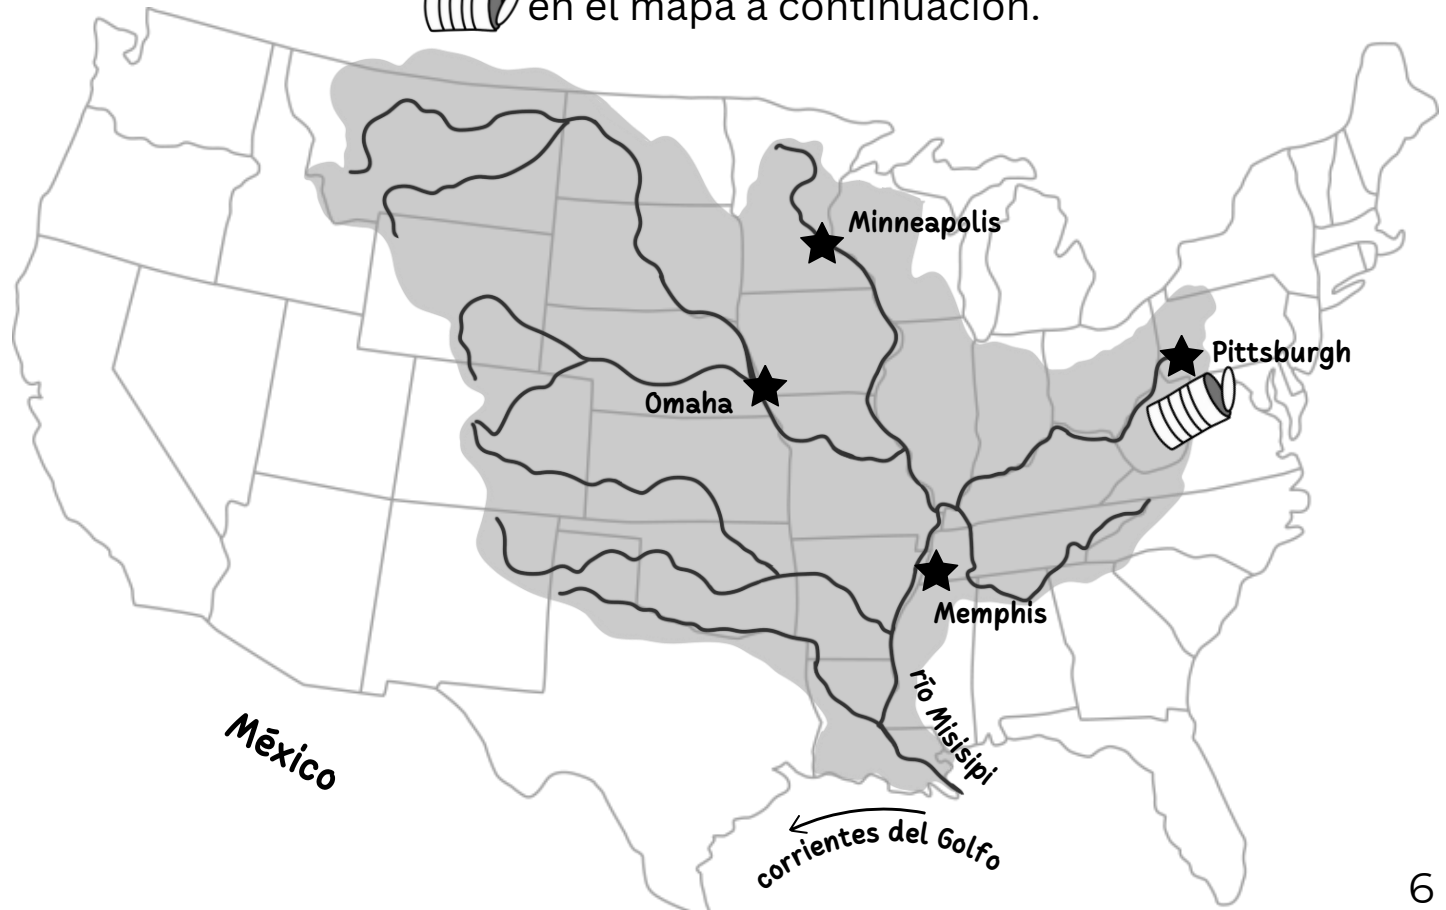 en el mapa a continuación.
Minneapolis
Pittsburgh
Omaha
Memphis
río Misisipi
México
corrientes del Golfo
6